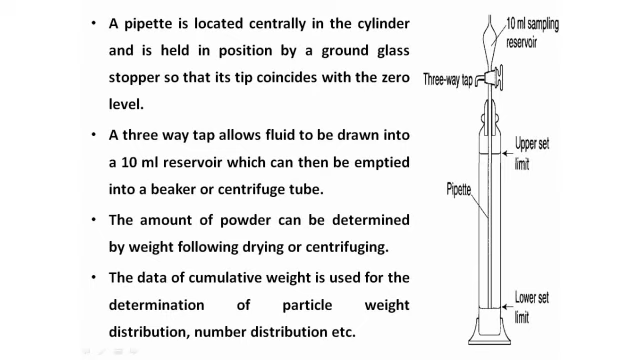 • A pipette is located centrally in the cylinder
and is held in position by a ground glass
stopper so that its tip coincides with the zero
level.
• A three way tap allows fluid to be drawn into
a 10 ml reservoir which can then be emptied
into a beaker or centrifuge tube.
• The amount of powder can be determined
by weight following drying or centrifuging.
• The data of cumulative weight is used for the
determination of particle weight
distribution, number distribution etc.
10 ml sampling
reservoir
Three-way tap
Upper set
limit
Pipette
Lower set
limit